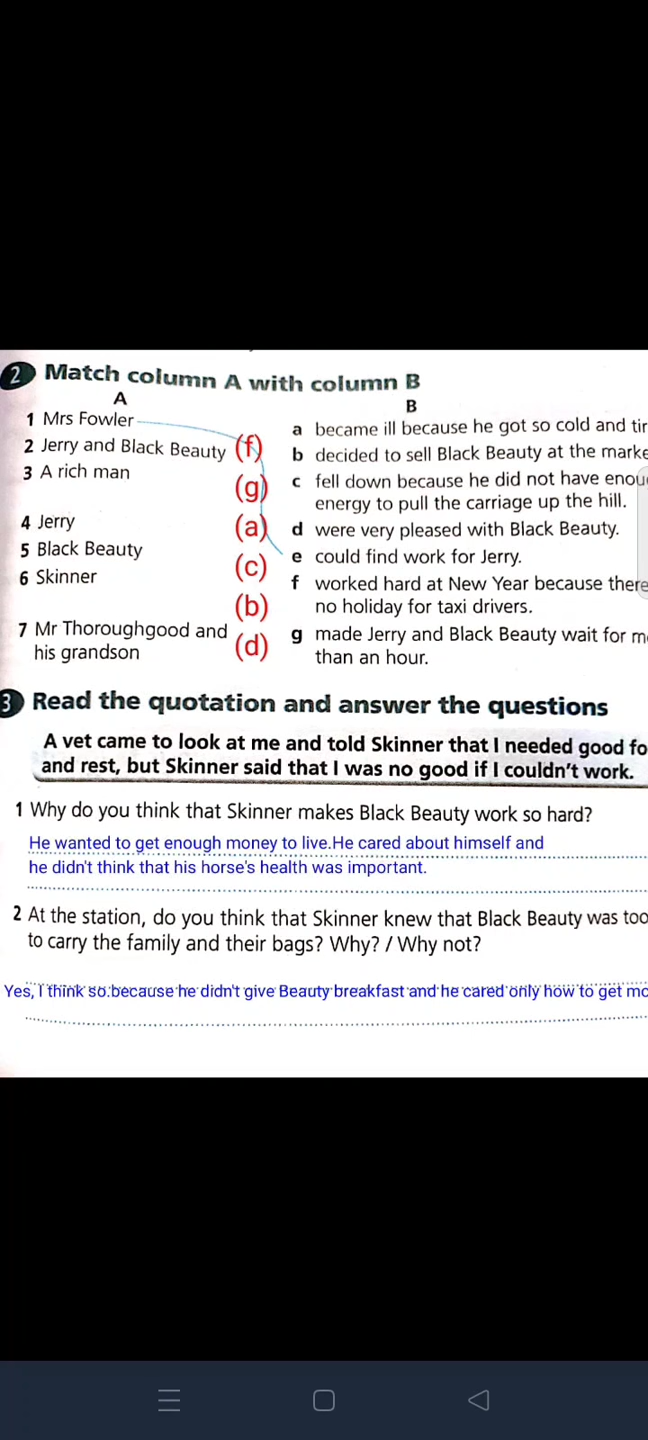 2 Match column A with column B
A
B
1 Mrs Fowler
2 Jerry and Black Beauty (f)
3 A rich man (g)
4 Jerry (a)
5 Black Beauty (c)
6 Skinner (b)
7 Mr Thoroughgood and
his grandson (d)
a became ill because he got so cold and
b decided to sell Black Beauty at the
c fell down because he did not have
energy to pull the carriage up the hill.
d were very pleased with Black Beauty.
e could find work for Jerry.
f worked hard at New Year because there
no holiday for taxi drivers.
g made Jerry and Black Beauty wait for
than an hour.
3 Read the quotation and answer the questions
A vet came to look at me and told Skinner that I needed good
and rest, but Skinner said that I was no good if I couldn't work.
1 Why do you think that Skinner makes Black Beauty work so hard?
He wanted to get enough money to live.He cared about himself and
he didn't think that his horse's health was important.
2 At the station, do you think that Skinner knew that Black Beauty was too
to carry the family and their bags? Why? / Why not?
Yes, I think so.because he didn't give Beauty breakfast and he cared only how to get